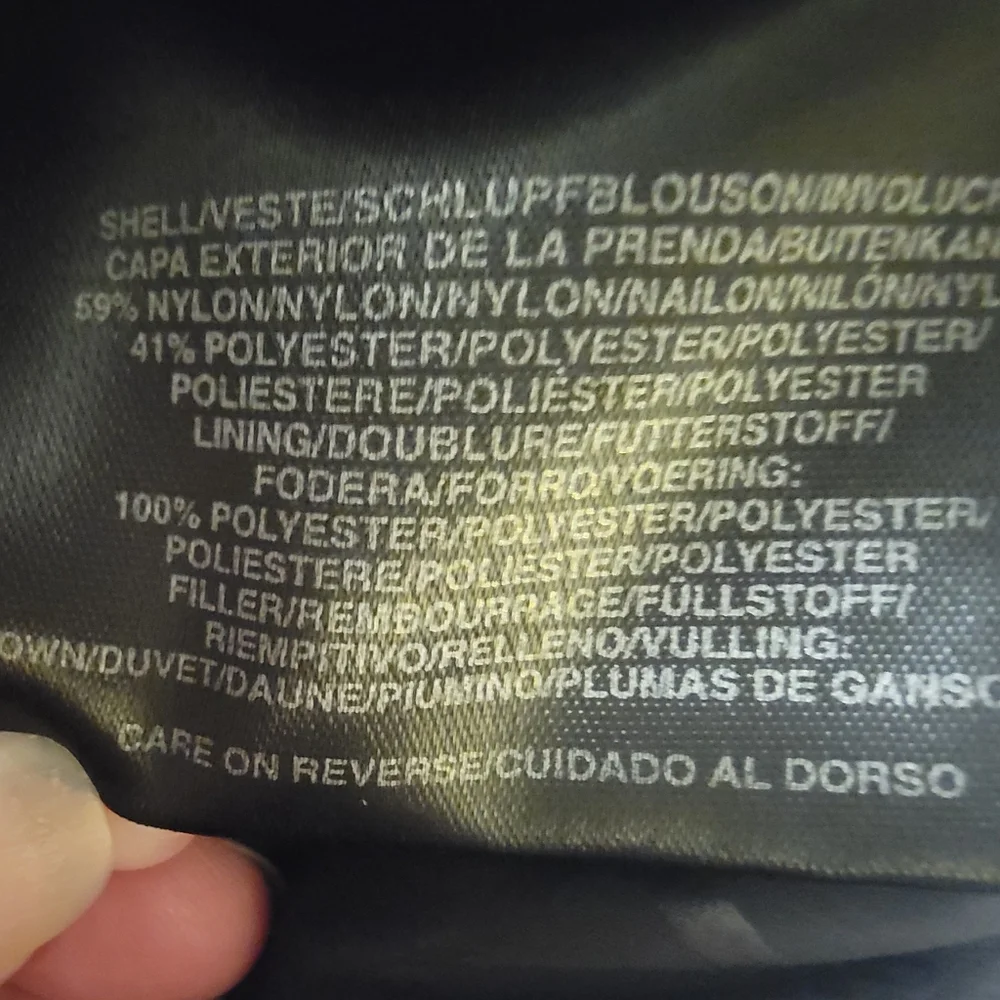 SHELL/VESTE/SCHLUPFBLOUSON/INVOLUCR
CAPA EXTERIOR DE LA PRENDA/BUITENKAN
59% NYLON/NYLON/NYLON/NAILON/NILÓN/NYL
41% POLYESTER/POLYESTER/POLYESTER/
POLIESTERE/POLIÉSTER/POLYESTER
LINING/DOUBLURE/FUTTERSTOFF/
FODERA/FORRO/VOERING:
100% POLYESTER/POLYESTER/POLYESTER/
POLIESTERE/POLIESTER/POLYESTER
FILLER/REMBOURRAGE/FÜLLSTOFF/
RIEMPITIVO/RELLENO/VULLING:
OWN/DUVET/DAUNE/PIUMINO/PLUMAS DE GANSO
CARE ON REVERSE/CUIDADO AL DORSO